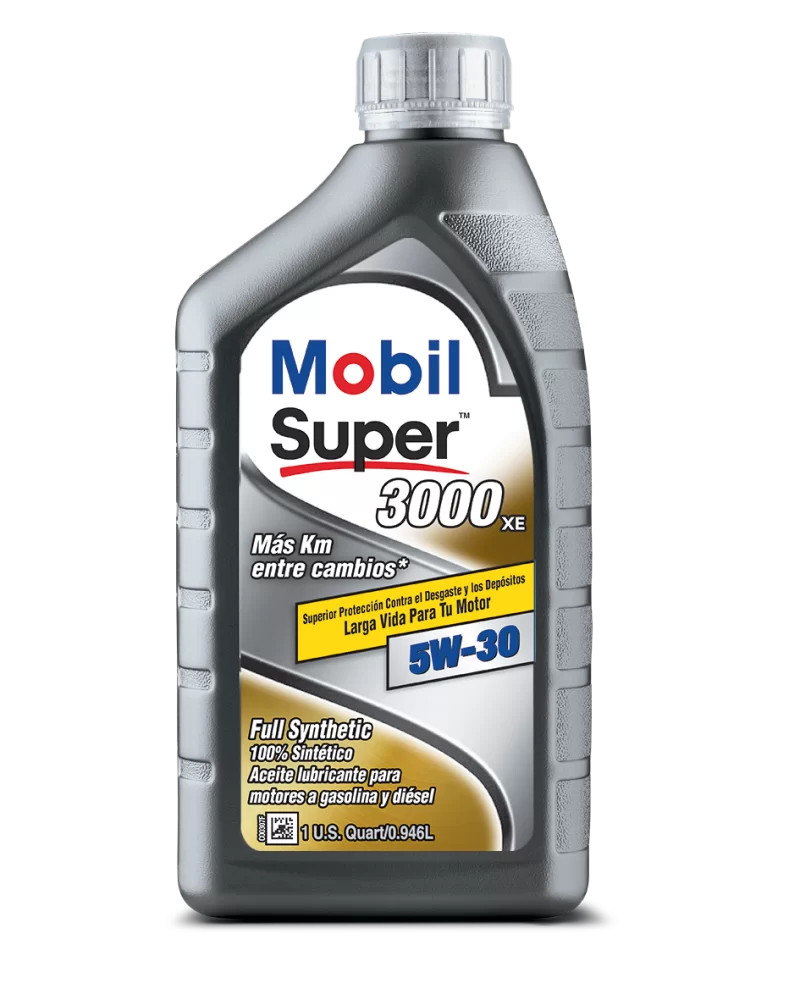 Mobil
Super™
3000 XE
Más Km
entre cambios*
Superior Protección Contra el Desgaste y los Depósitos
Larga Vida Para Tu Motor
5W-30
Full Synthetic
100% Sintético
Aceite lubricante para
motores a gasolina y diésel
1 U.S. Quart/0.946L